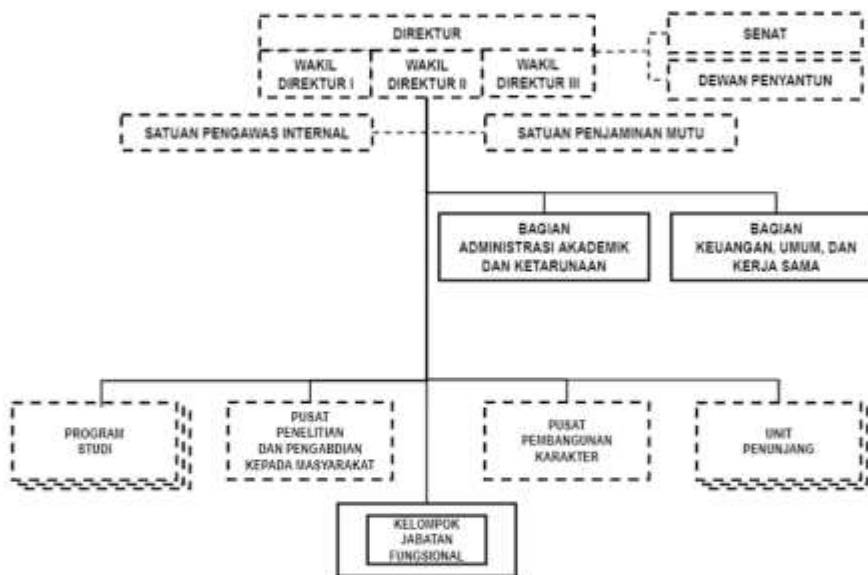 DIREKTUR
WAKIL
DIREKTUR I
WAKIL
DIREKTUR II
WAKIL
DIREKTUR III
SENAT
DEWAN PENYANTUN
SATUAN PENGAWAS INTERNAL
SATUAN PENJAMINAN MUTU
BAGIAN
ADMINISTRASI AKADEMIK
DAN KETARUNAAN
BAGIAN
KEUANGAN, UMUM, DAN
KERJA SAMA
PROGRAM
STUDI
PUSAT
PENELITIAN
DAN PENGABDIAN
KEPADA MASYARAKAT
PUSAT
PEMBANGUNAN
KARAKTER
UNIT
PENUNJANG
KELOMPOK
JABATAN
FUNGSIONAL